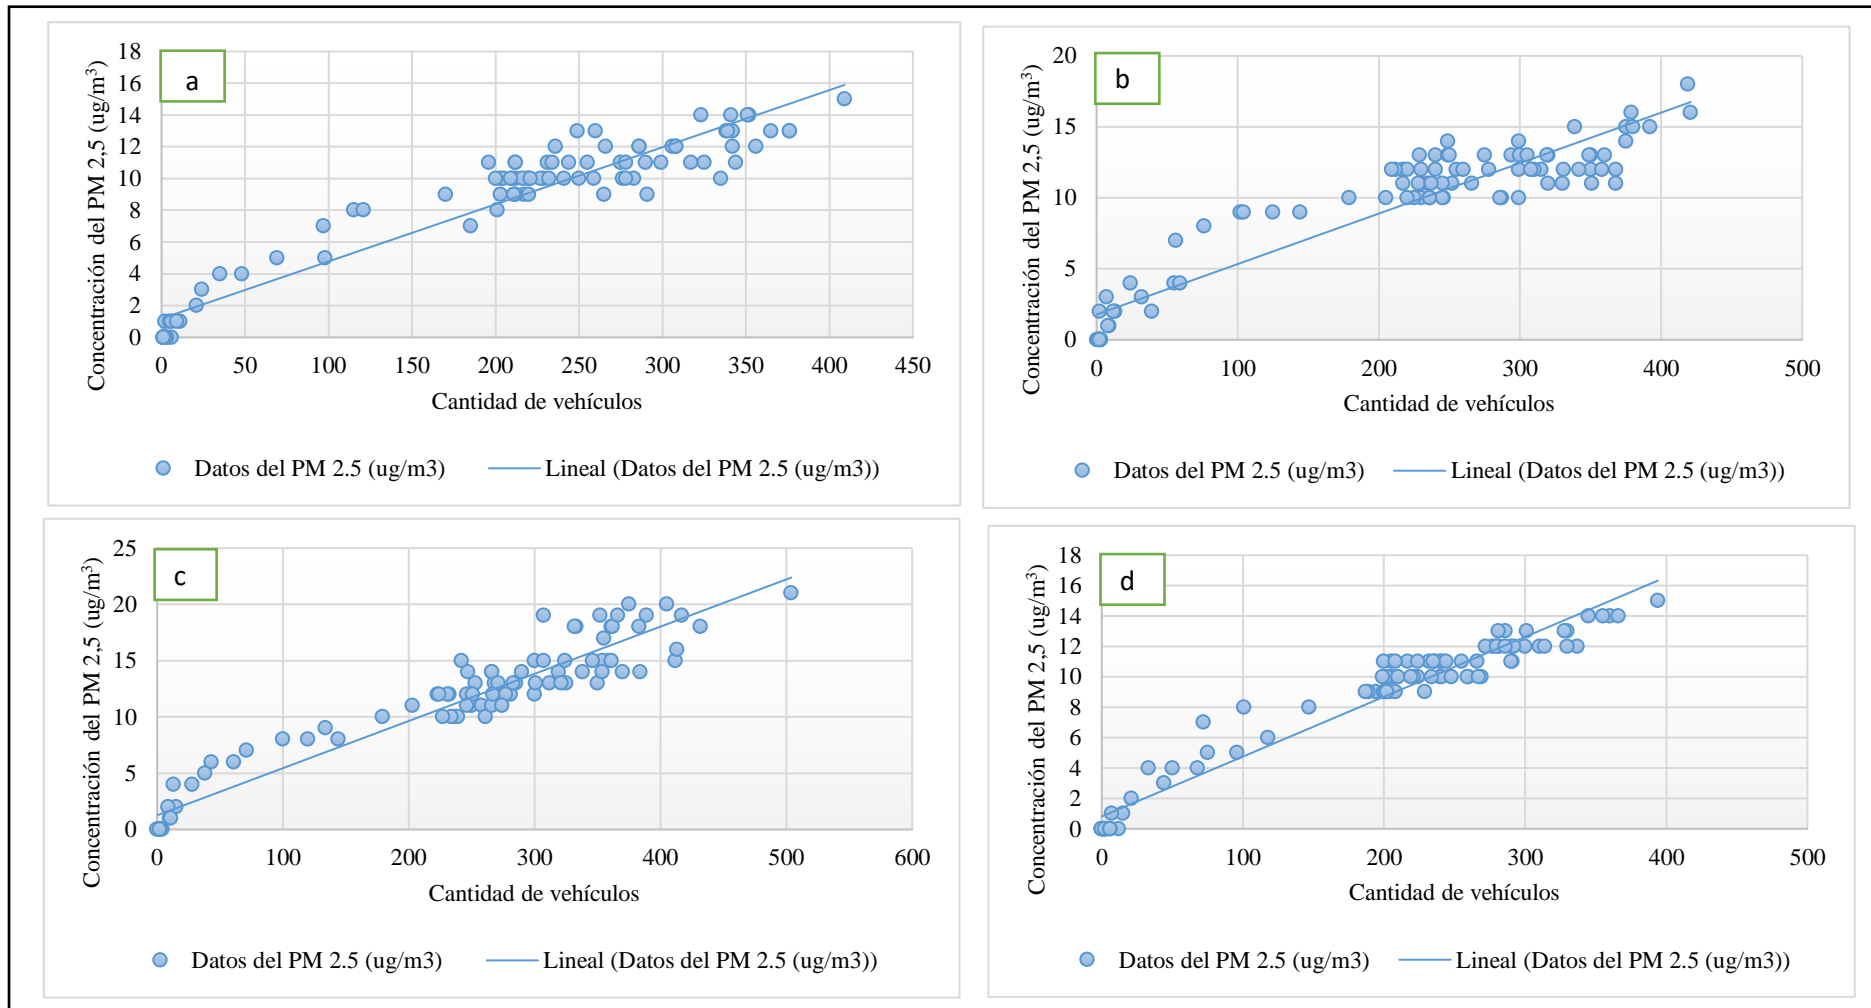 a
Concentración del PM 2,5 (ug/m³)
18
16
14
12
10
8
6
4
2
0
0 50 100 150 200 250 300 350 400 450
Cantidad de vehículos
Datos del PM 2.5 (ug/m3) Lineal (Datos del PM 2.5 (ug/m3))
b
Concentración del PM 2,5 (ug/m³)
20
15
10
5
0
0 100 200 300 400 500
Cantidad de vehículos
Datos del PM 2.5 (ug/m3) Lineal (Datos del PM 2.5 (ug/m3))
c
Concentración del PM 2,5 (ug/m³)
25
20
15
10
5
0
0 100 200 300 400 500 600
Cantidad de vehículos
Datos del PM 2.5 (ug/m3) Lineal (Datos del PM 2.5 (ug/m3))
d
Concentración del PM 2,5 (ug/m³)
18
16
14
12
10
8
6
4
2
0
0 100 200 300 400 500
Cantidad de vehículos
Datos del PM 2.5 (ug/m3) Lineal (Datos del PM 2.5 (ug/m3))